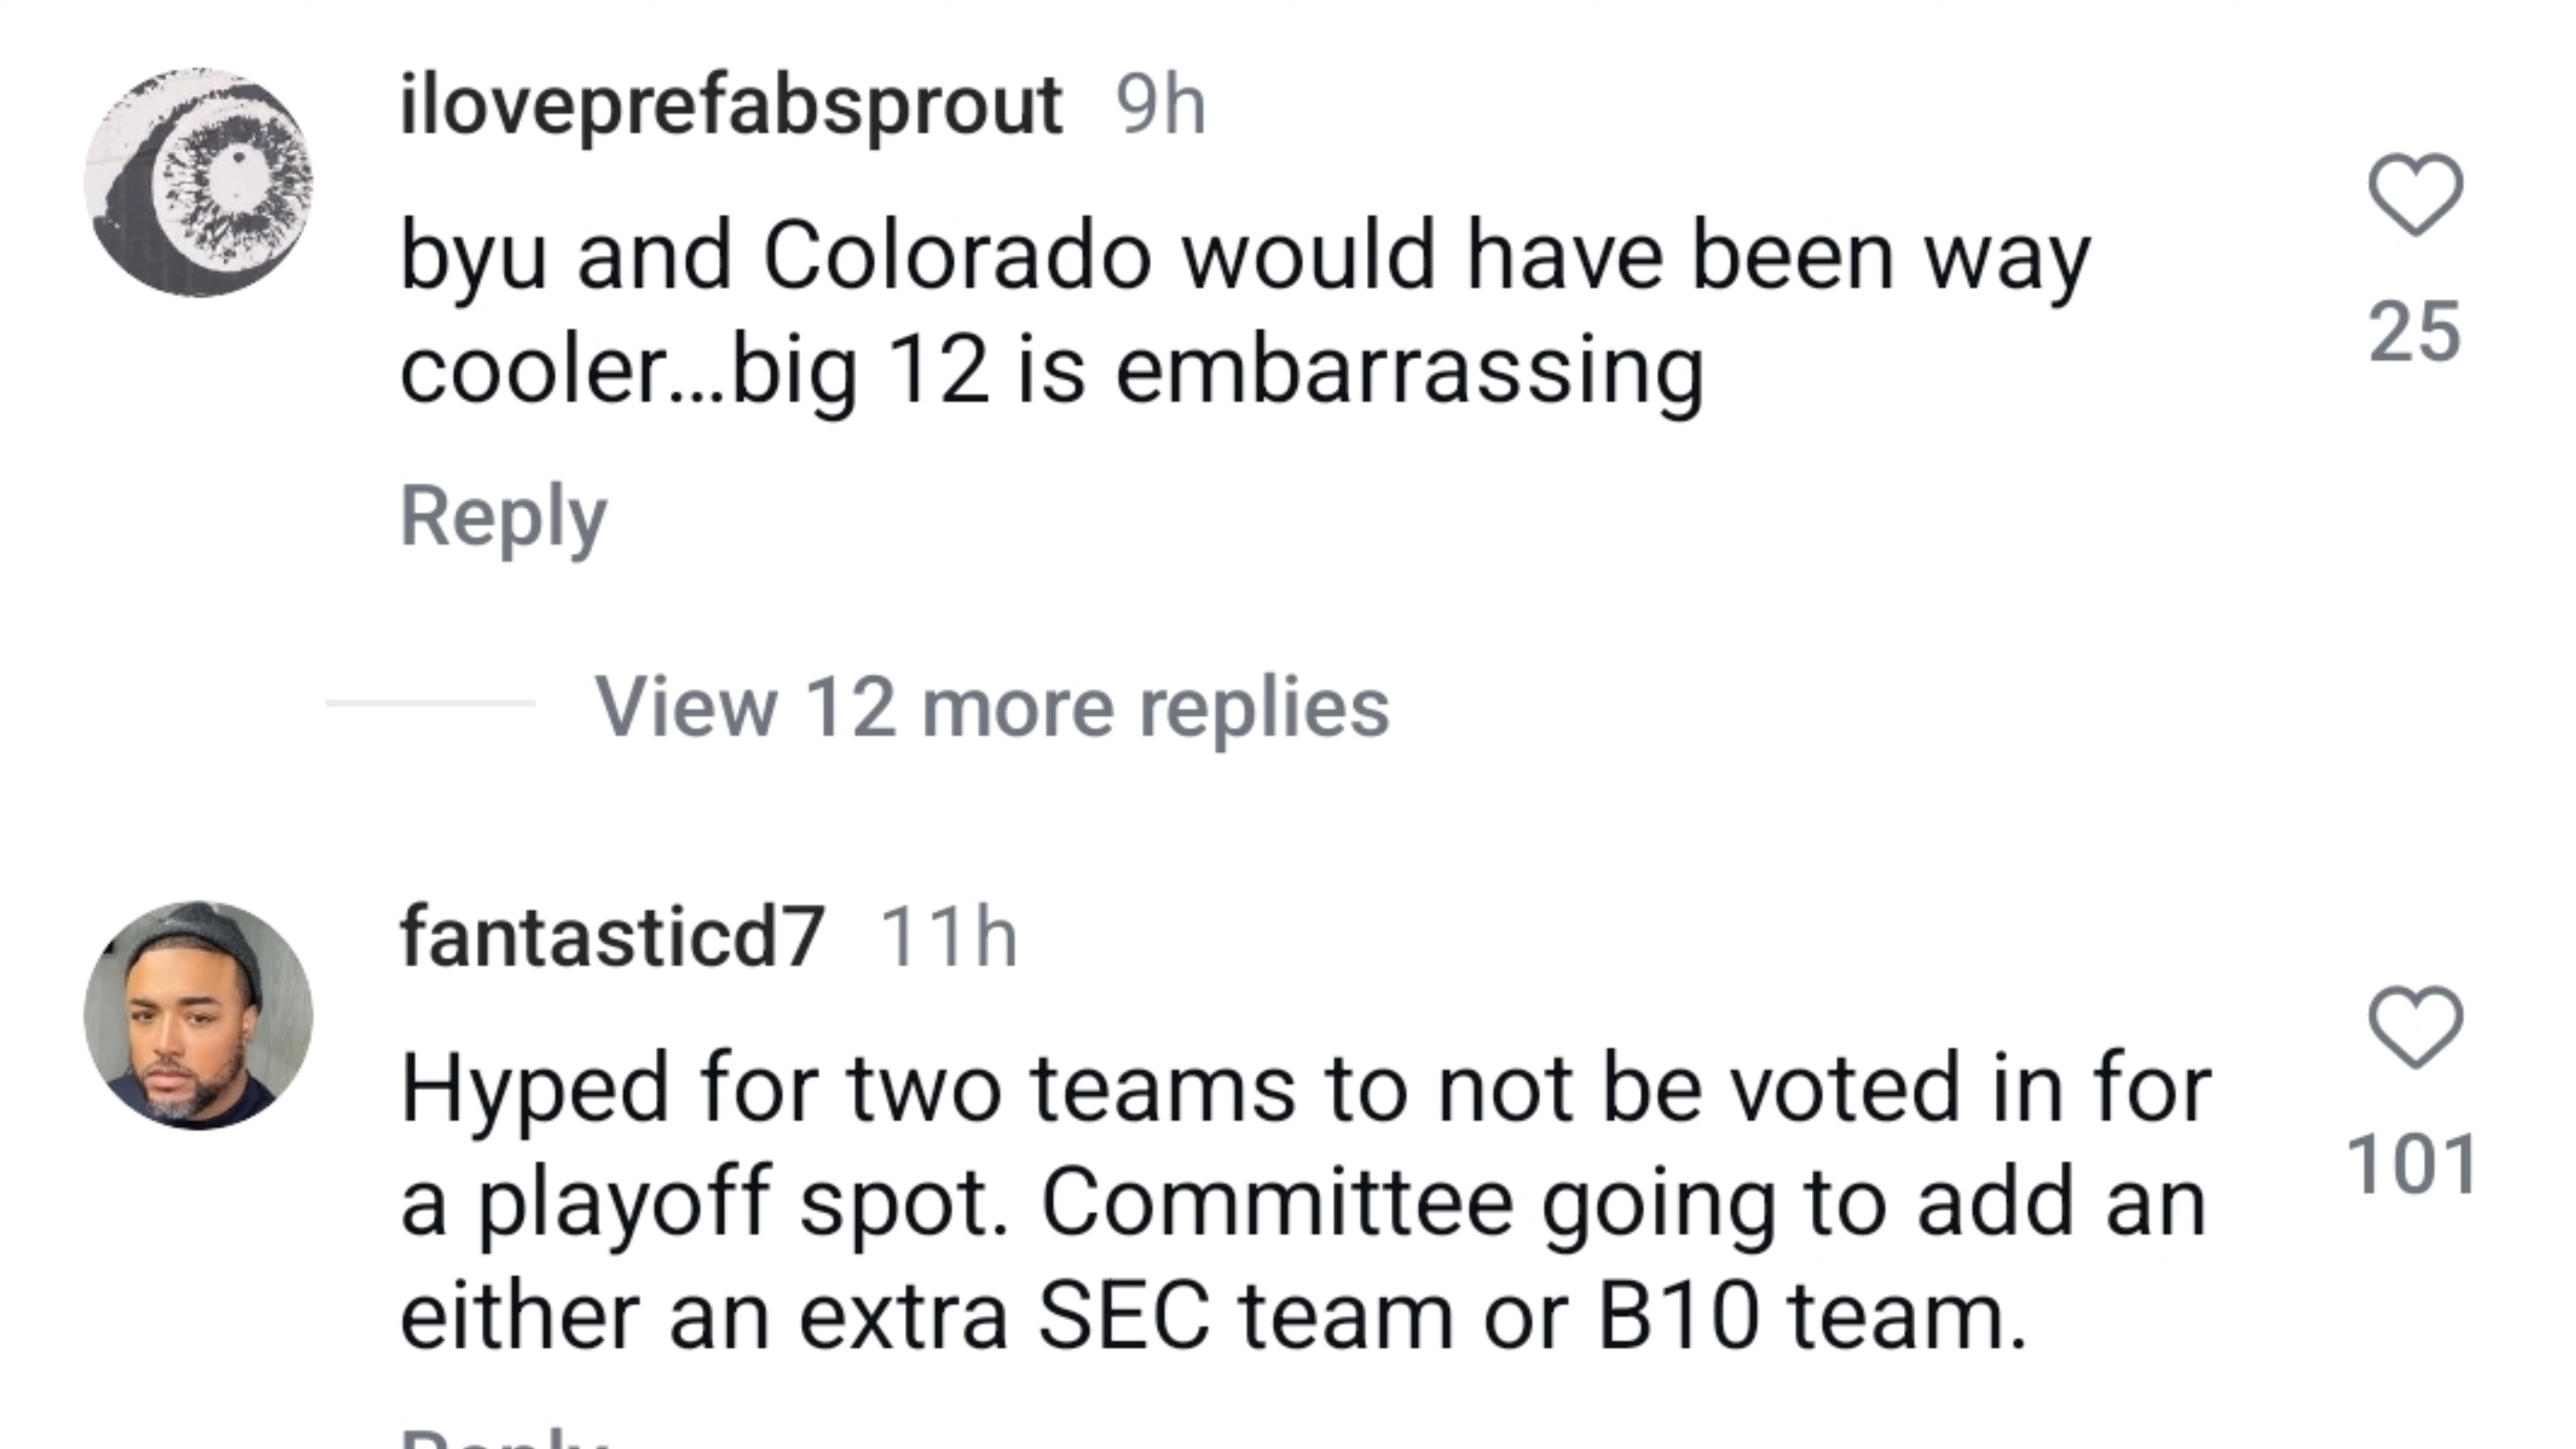 iloveprefabsprout 9h
byu and Colorado would have been way
cooler...big 12 is embarrassing
25
Reply
View 12 more replies
fantasticd7 11h
Hyped for two teams to not be voted in for
a playoff spot. Committee going to add an
either an extra SEC team or B10 team.
101
Reply